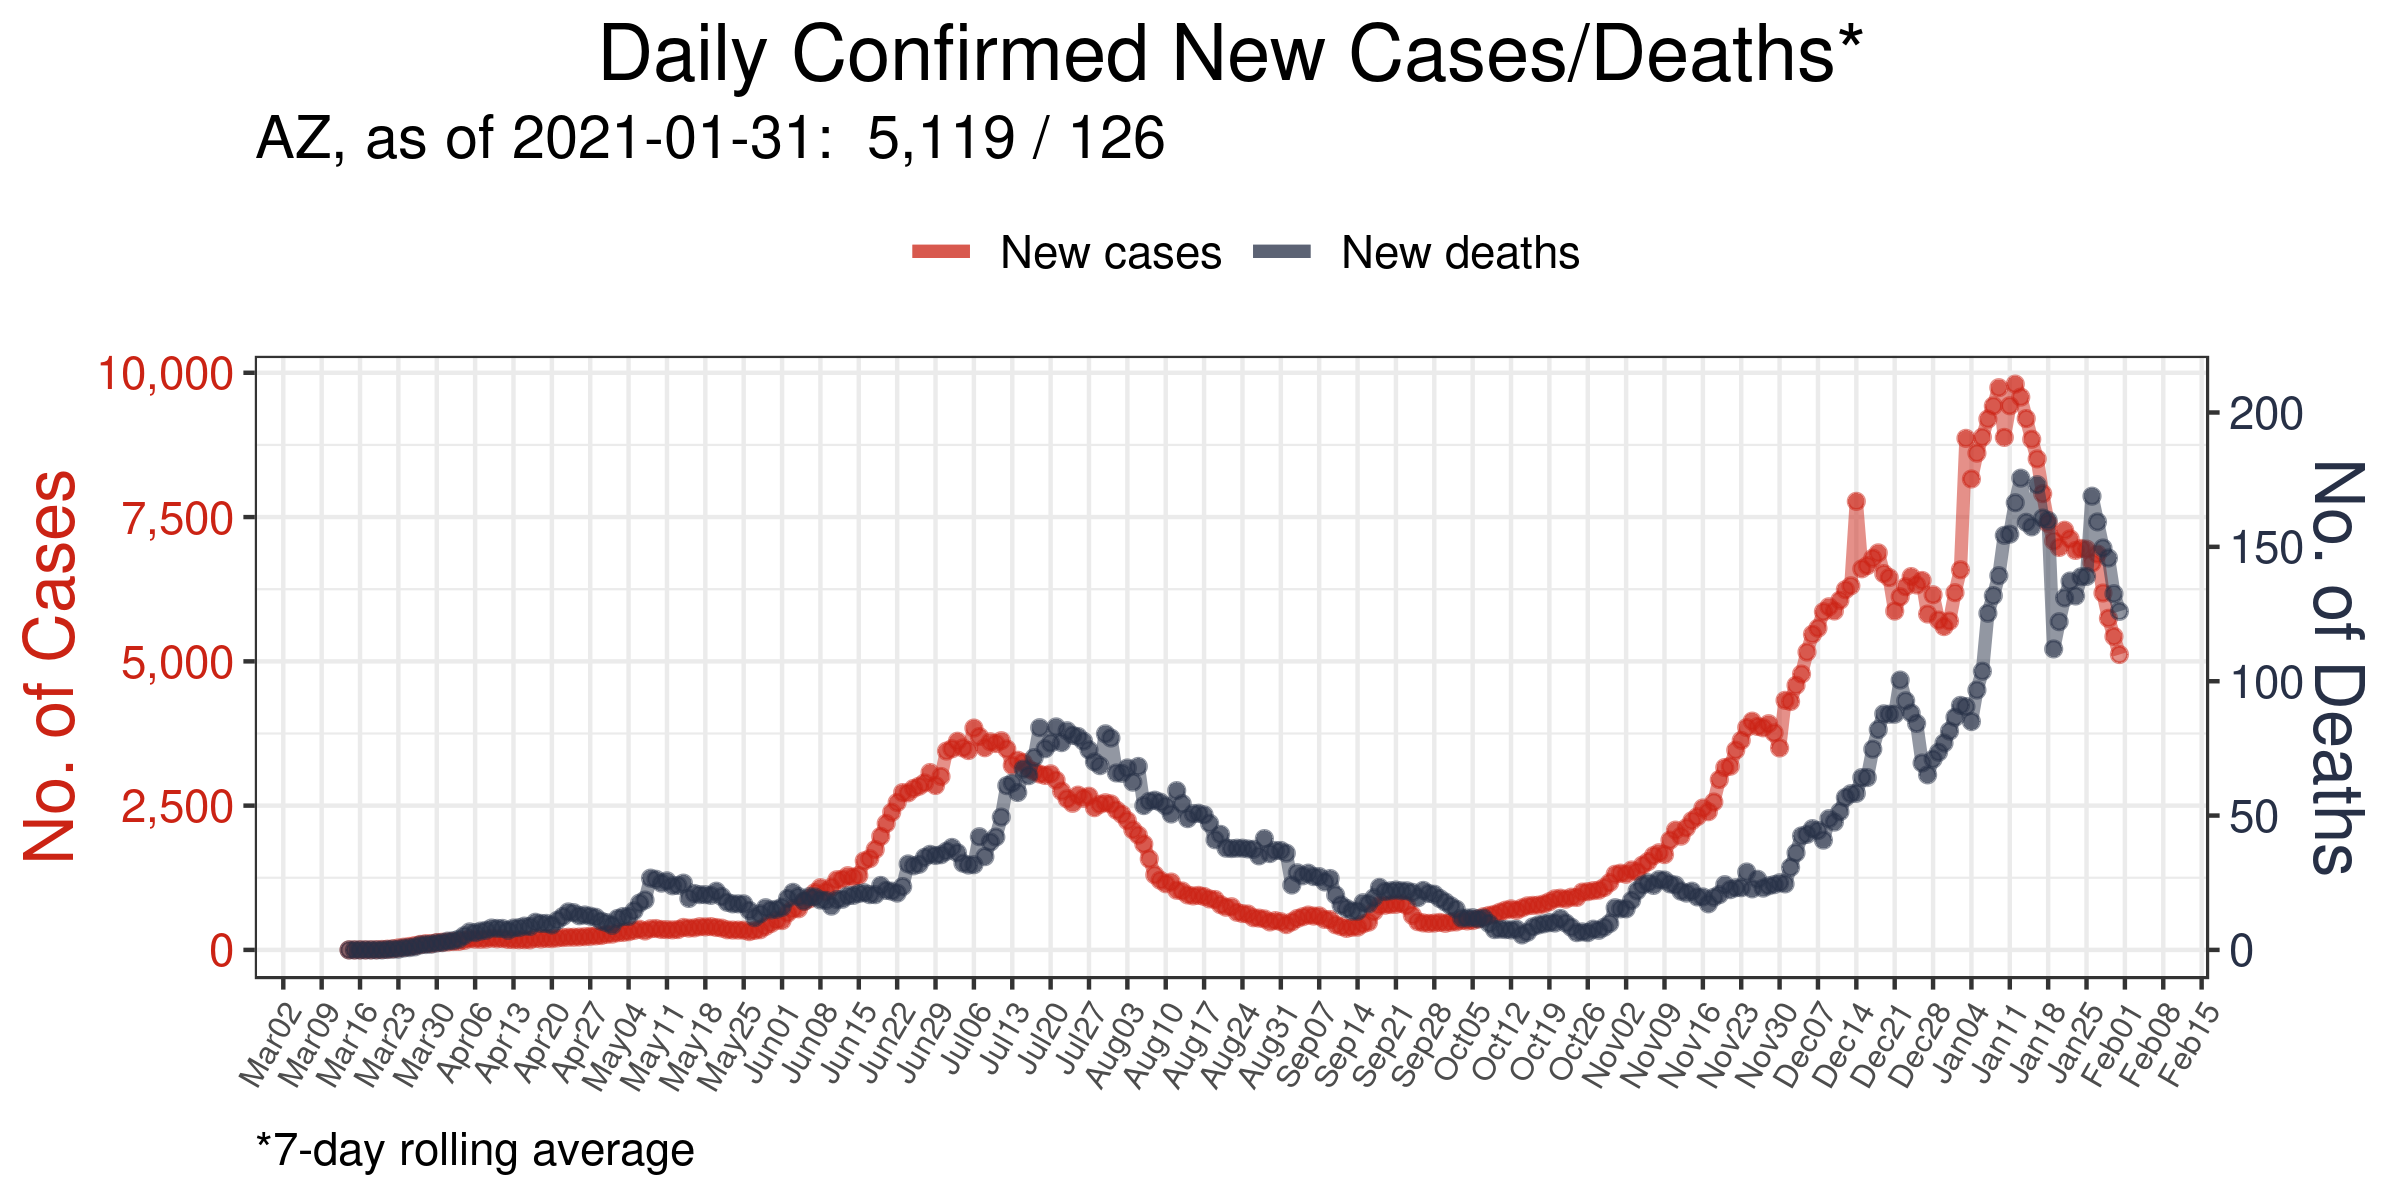 Daily Confirmed New Cases/Deaths*
AZ, as of 2021-01-31:  5,119 / 126
New cases
New deaths
10,000
7,500
5,000
2,500
0
No. of Cases
200
150
100
50
0
No. of Deaths
Mar02
Mar09
Mar16
Mar23
Mar30
Apr06
Apr13
Apr20
Apr27
May04
May11
May18
May25
Jun01
Jun08
Jun15
Jun22
Jun29
Jul06
Jul13
Jul20
Jul27
Aug03
Aug10
Aug17
Aug24
Aug31
Sep07
Sep14
Sep21
Sep28
Oct05
Oct12
Oct19
Oct26
Nov02
Nov09
Nov16
Nov23
Nov30
Dec07
Dec14
Dec21
Dec28
Jan04
Jan11
Jan18
Jan25
Feb01
Feb08
Feb15
*7-day rolling average